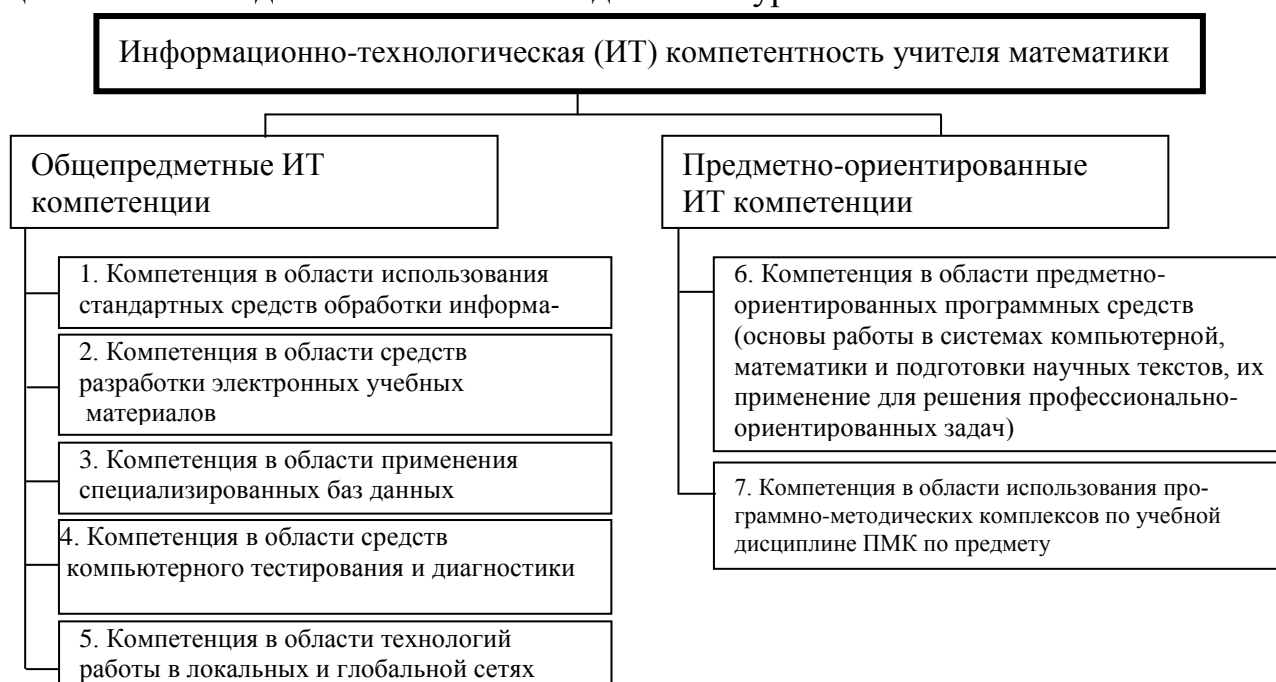 Информационно-технологическая (ИТ) компетентность учителя математики
Общепредметные ИТ
компетенции
1. Компетенция в области использования
стандартных средств обработки информа-
2. Компетенция в области средств
разработки электронных учебных
материалов
3. Компетенция в области применения
специализированных баз данных
4. Компетенция в области средств
компьютерного тестирования и диагностики
5. Компетенция в области технологий
работы в локальных и глобальной сетях
Предметно-ориентированные
ИТ компетенции
6. Компетенция в области предметно-
ориентированных программных средств
(основы работы в системах компьютерной,
математики и подготовки научных текстов, их
применение для решения профессионально-
ориентированных задач)
7. Компетенция в области использования про-
граммно-методических комплексов по учебной
дисциплине ПМК по предмету